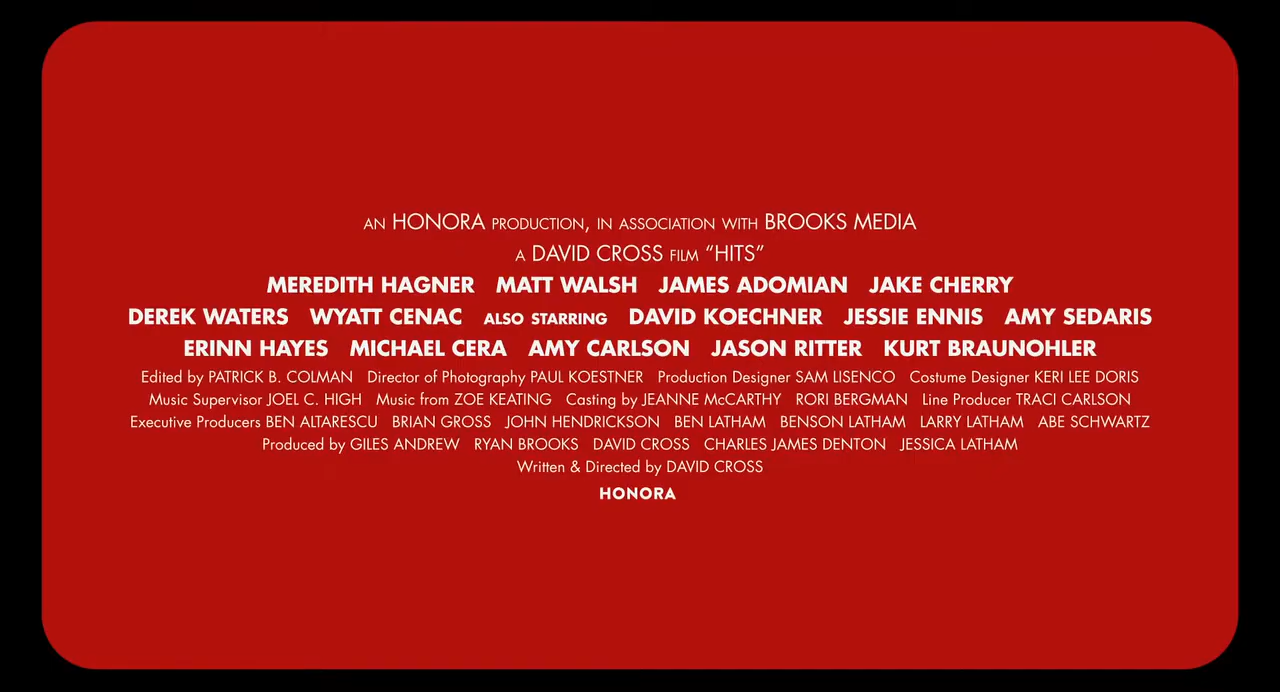 AN HONORA PRODUCTION, IN ASSOCIATION WITH BROOKS MEDIA
A DAVID CROSS FILM “HITS”
MEREDITH HAGNER MATT WALSH JAMES ADOMIAN JAKE CHERRY
DEREK WATERS WYATT CENAC ALSO STARRING DAVID KOECHNER JESSIE ENNIS AMY SEDARIS
ERINN HAYES MICHAEL CERA AMY CARLSON JASON RITTER KURT BRAUNOHLER
Edited by PATRICK B. COLMAN Director of Photography PAUL KOESTNER Production Designer SAM LISENCO Costume Designer KERI LEE DORIS
Music Supervisor JOEL C. HIGH Music from ZOE KEATING Casting by JEANNE McCARTHY RORI BERGMAN Line Producer TRACI CARLSON
Executive Producers BEN ALTARESCU BRIAN GROSS JOHN HENDRICKSON BEN LATHAM BENSON LATHAM LARRY LATHAM ABE SCHWARTZ
Produced by GILES ANDREW RYAN BROOKS DAVID CROSS CHARLES JAMES DENTON JESSICA LATHAM
Written & Directed by DAVID CROSS
HONORA